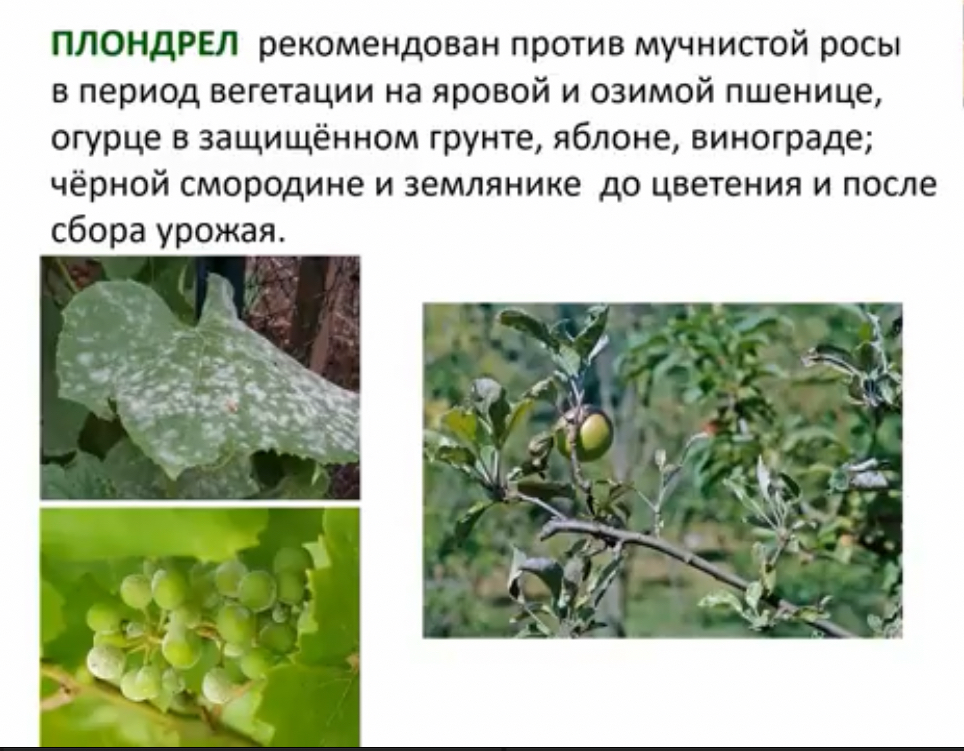 ПЛОНДРЕЛ рекомендован против мучнистой росы
в период вегетации на яровой и озимой пшенице,
огурце в защищённом грунте, яблоне, винограде;
чёрной смородине и землянике до цветения и после
сбора урожая.